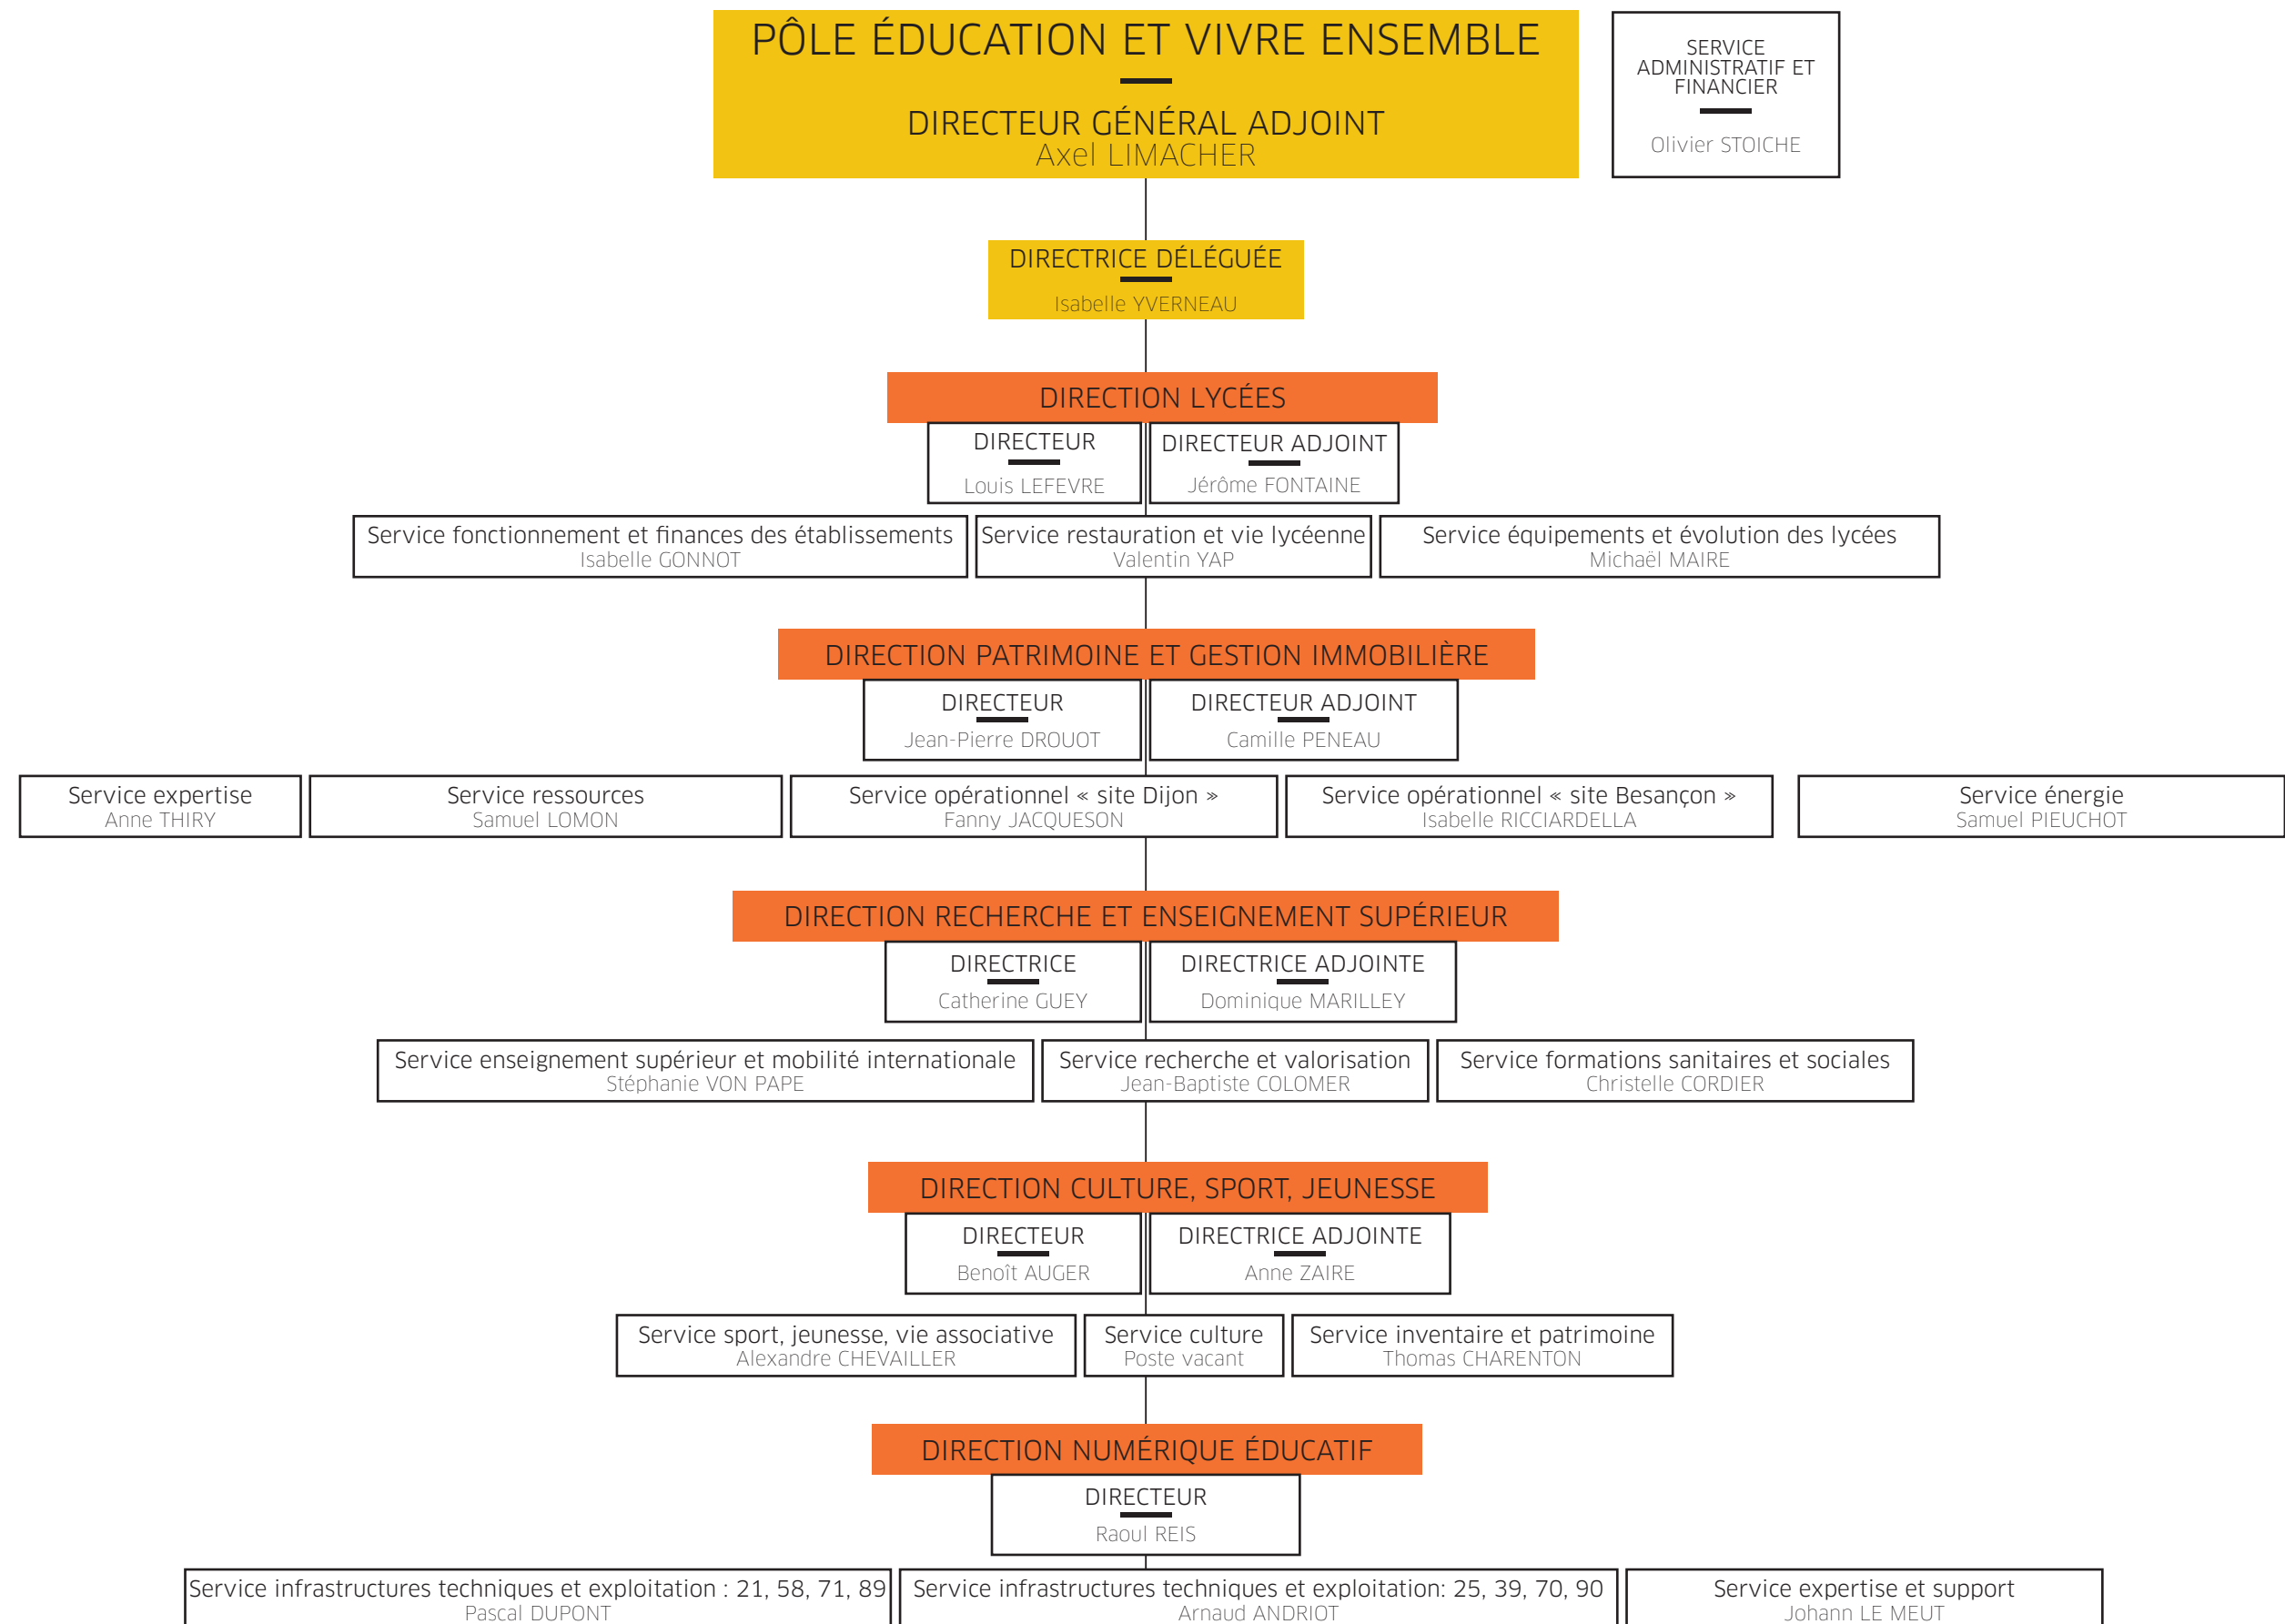 PÔLE ÉDUCATION ET VIVRE ENSEMBLE
DIRECTEUR GÉNÉRAL ADJOINT
Axel LIMACHER
SERVICE
ADMINISTRATIF ET
FINANCIER
Olivier STOICHE
DIRECTRICE DÉLÉGUÉE
Isabelle YVERNEAU
DIRECTION LYCÉES
DIRECTEUR
Louis LEFEVRE
DIRECTEUR ADJOINT
Jérôme FONTAINE
Service fonctionnement et finances des établissements
Isabelle GONNOT
Service restauration et vie lycéenne
Valentin YAP
Service équipements et évolution des lycées
Michaël MAIRE
DIRECTION PATRIMOINE ET GESTION IMMOBILIÈRE
DIRECTEUR
Jean-Pierre DROUOT
DIRECTEUR ADJOINT
Camille PENEAU
Service expertise
Anne THIRY
Service ressources
Samuel LOMON
Service opérationnel « site Dijon »
Fanny JACQUESON
Service opérationnel « site Besançon »
Isabelle RICCIARDELLA
Service énergie
Samuel PIEUCHOT
DIRECTION RECHERCHE ET ENSEIGNEMENT SUPÉRIEUR
DIRECTRICE
Catherine GUEY
DIRECTRICE ADJOINTE
Dominique MARILLEY
Service enseignement supérieur et mobilité internationale
Stéphanie VON PAPE
Service recherche et valorisation
Jean-Baptiste COLOMER
Service formations sanitaires et sociales
Christelle CORDIER
DIRECTION CULTURE, SPORT, JEUNESSE
DIRECTEUR
Benoît AUGER
DIRECTRICE ADJOINTE
Anne ZAIRE
Service sport, jeunesse, vie associative
Alexandre CHEVAILLER
Service culture
Poste vacant
Service inventaire et patrimoine
Thomas CHARENTON
DIRECTION NUMÉRIQUE ÉDUCATIF
DIRECTEUR
Raoul REIS
Service infrastructures techniques et exploitation : 21, 58, 71, 89
Pascal DUPONT
Service infrastructures techniques et exploitation: 25, 39, 70, 90
Arnaud ANDRIOT
Service expertise et support
Johann LE MEUT